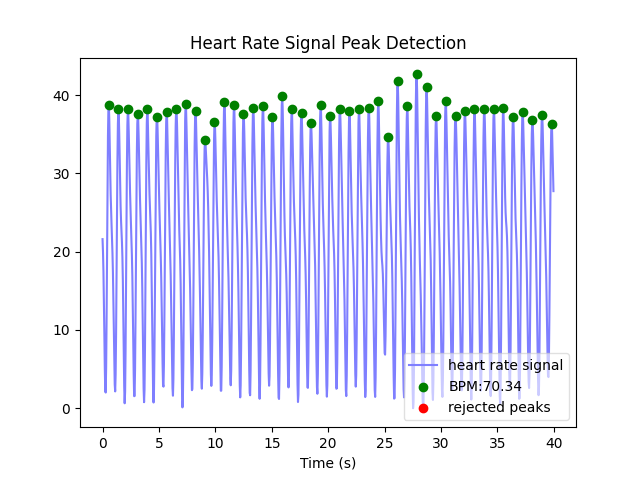 Heart Rate Signal Peak Detection
40
30
20
10
0
heart rate signal
BPM:70.34
rejected peaks
0 5 10 15 20 25 30 35 40
Time (s)